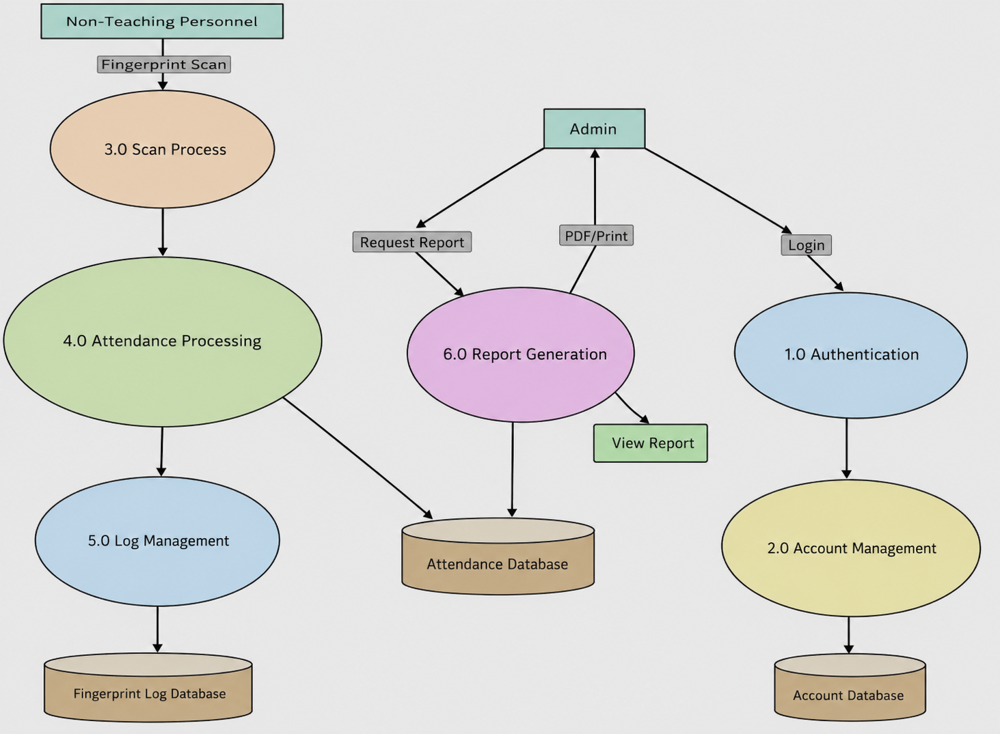 Non-Teaching Personnel
Fingerprint Scan
3.0 Scan Process
Admin
Request Report
PDF/Print
Login
4.0 Attendance Processing
6.0 Report Generation
1.0 Authentication
View Report
5.0 Log Management
Attendance Database
2.0 Account Management
Fingerprint Log Database
Account Database